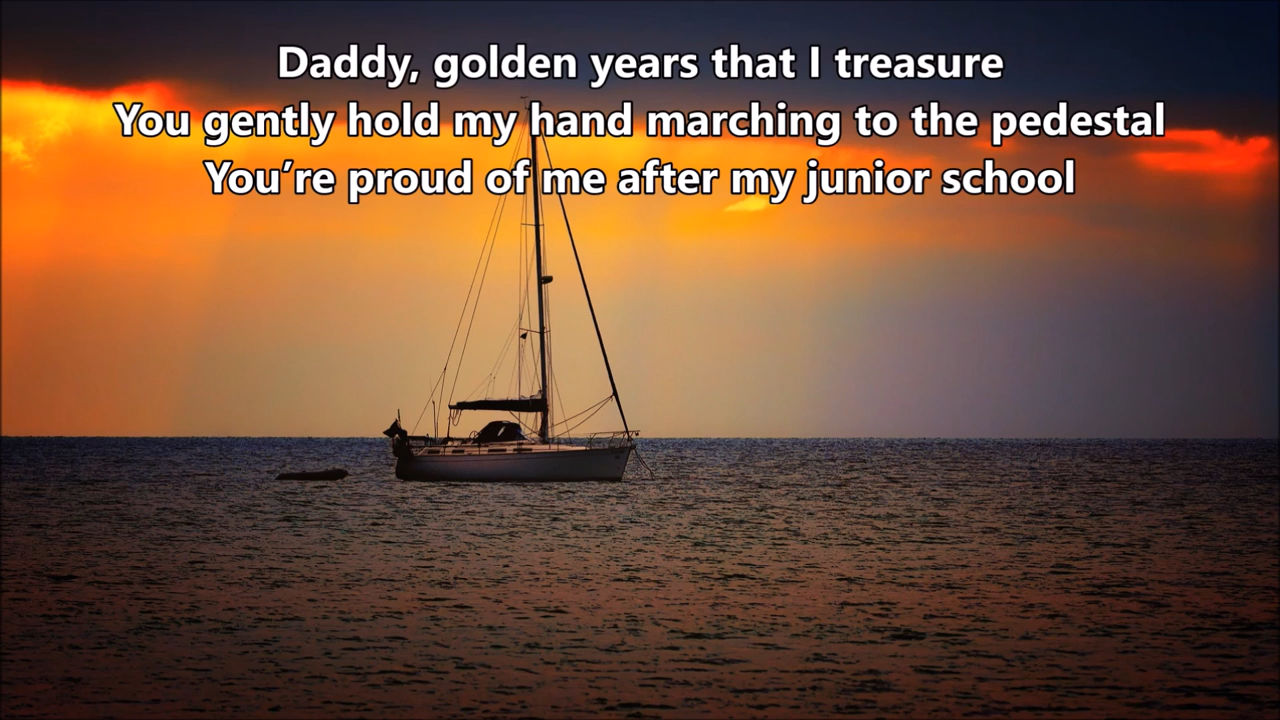 Daddy, golden years that I treasure
You gently hold my hand marching to the pedestal
You’re proud of me after my junior school